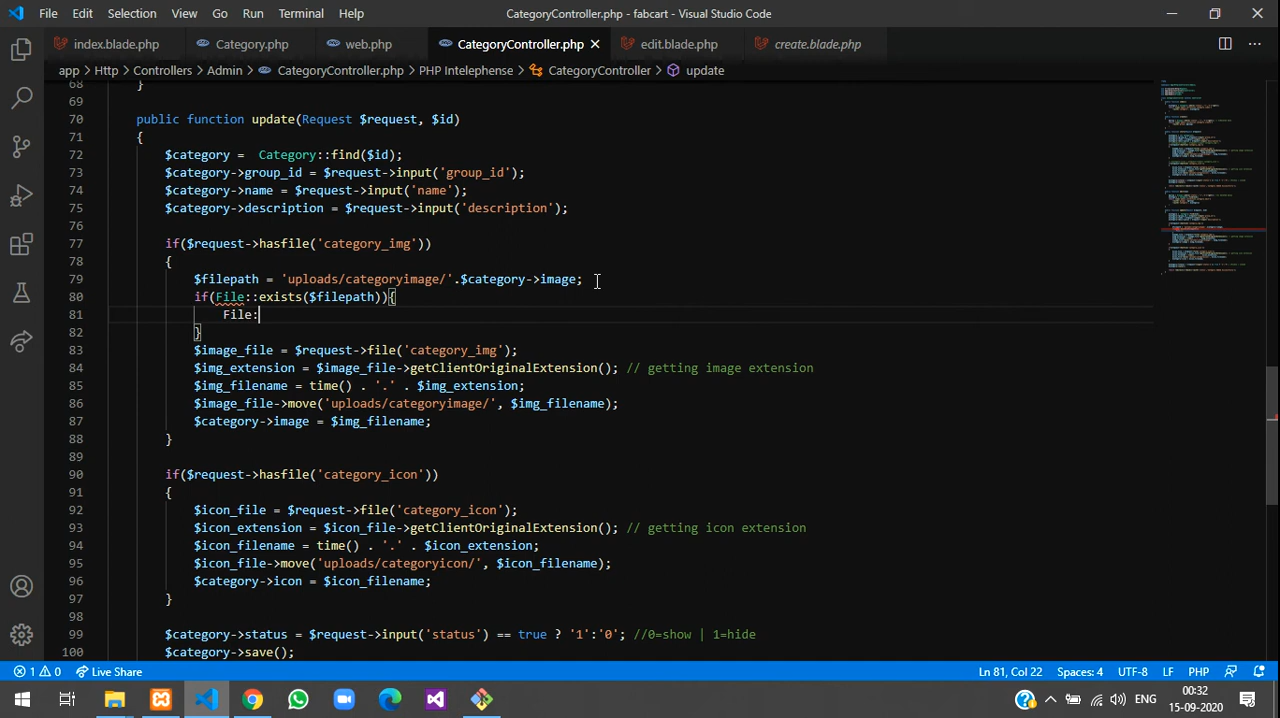 File Edit Selection View Go Run Terminal Help CategoryController.php - fabcart - Visual Studio Code
index.blade.php Category.php web.php CategoryController.php edit.blade.php create.blade.php
app > Http > Controllers > Admin > CategoryController.php > PHP Intelephense > CategoryController > update
68 }
69
70 public function update(Request $request, $id)
71 {
72 $category =  Category::find($id);
73 $category->group_id = $request->input('group_id');
74 $category->name = $request->input('name');
75 $category->description = $request->input('description');
76
77 if($request->hasfile('category_img'))
78 {
79 $filepath = 'uploads/categoryimage/'.$category->image;
80 if(File::exists($filepath)){
81 File:
82 }
83 $image_file = $request->file('category_img');
84 $img_extension = $image_file->getClientOriginalExtension(); // getting image extension
85 $img_filename = time() . '.' . $img_extension;
86 $image_file->move('uploads/categoryimage/', $img_filename);
87 $category->image = $img_filename;
88 }
89
90 if($request->hasfile('category_icon'))
91 {
92 $icon_file = $request->file('category_icon');
93 $icon_extension = $icon_file->getClientOriginalExtension(); // getting icon extension
94 $icon_filename = time() . '.' . $icon_extension;
95 $icon_file->move('uploads/categoryicon/', $icon_filename);
96 $category->icon = $icon_filename;
97 }
98
99 $category->status = $request->input('status') == true ? '1':'0'; //0=show | 1=hide
100 $category->save();
1 0 Live Share Ln 81, Col 22 Spaces: 4 UTF-8 LF PHP
ENG 00:32
15-09-2020